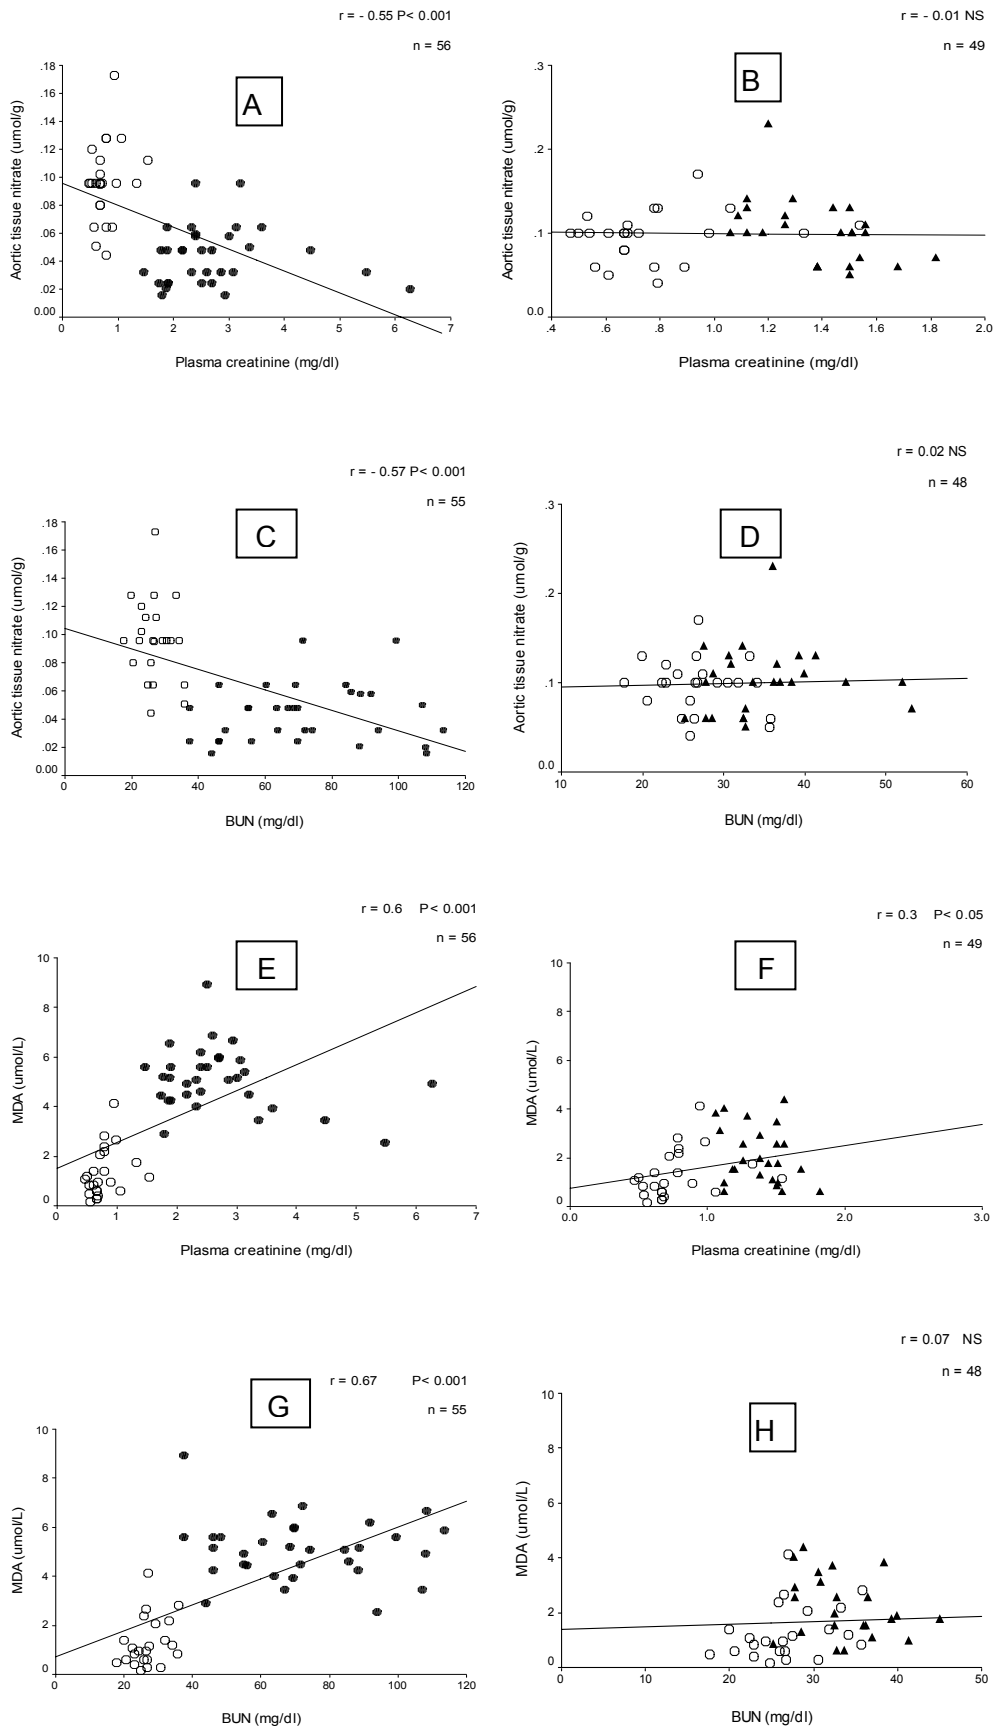 r = - 0.55 P< 0.001
n = 56
A
.18
.16
.14
.12
.10
.08
.06
.04
.02
0.00
Aortic tissue nitrate (umol/g)
0 1 2 3 4 5 6 7
Plasma creatinine (mg/dl)
r = - 0.01 NS
n = 49
B
.3
.2
0.1
0.0
Aortic tissue nitrate (umol/g)
.4 .6 .8 1.0 1.2 1.4 1.6 1.8 2.0
Plasma creatinine (mg/dl)
r = - 0.57 P< 0.001
n = 55
C
.18
.16
.14
.12
.10
.08
.06
.04
.02
0.00
Aortic tissue nitrate (umol/g)
0 20 40 60 80 100 120
BUN (mg/dl)
r = 0.02 NS
n = 48
D
.3
.2
.1
0.0
Aortic tissue nitrate (umol/g)
10 20 30 40 50 60
BUN (mg/dl)
r = 0.6 P< 0.001
n = 56
E
10
8
6
4
2
0
MDA (umol/L)
0 1 2 3 4 5 6 7
Plasma creatinine (mg/dl)
r = 0.3 P< 0.05
n = 49
F
10
8
6
4
2
0
MDA (umol/L)
0.0 1.0 2.0 3.0
Plasma creatinine (mg/dl)
r = 0.67 P< 0.001
n = 55
G
10
8
6
4
2
0
MDA (umol/L)
0 20 40 60 80 100 120
BUN (mg/dl)
r = 0.07 NS
n = 48
H
10
8
6
4
2
0
MDA (umol/L)
0 20 30 40 50
BUN (mg/dl)